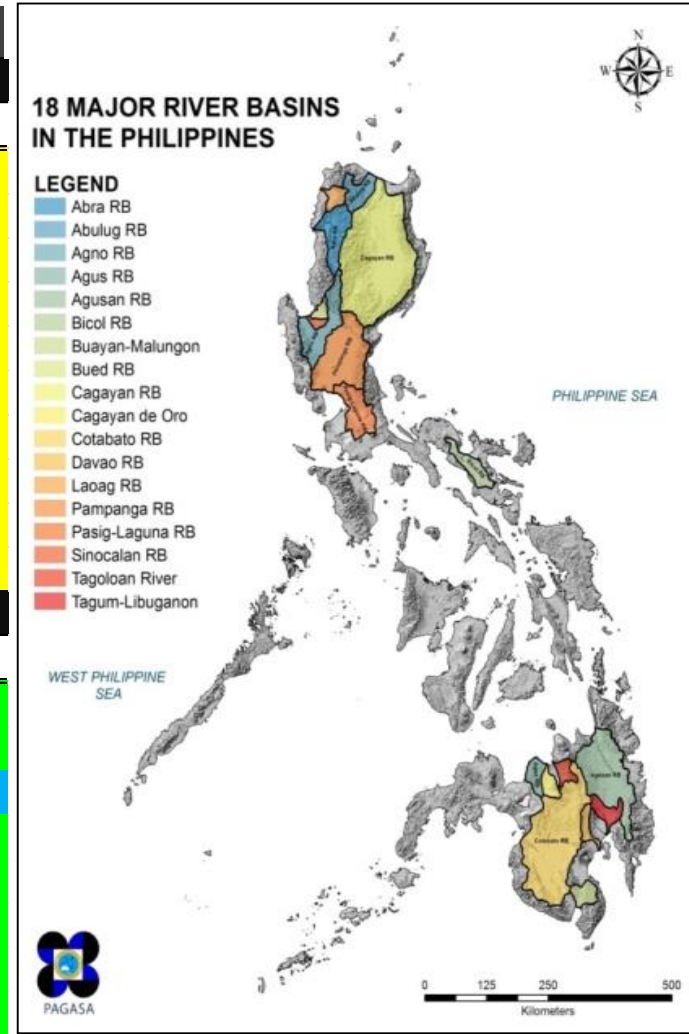 18 MAJOR RIVER BASINS
IN THE PHILIPPINES
N
W
E
S
LEGEND
Abra RB
Abulug RB
Agno RB
Agus RB
Agusan RB
Bicol RB
Buayan-Malungon
Bued RB
Cagayan RB
Cagayan de Oro
Cotabato RB
Davao RB
Laoag RB
Pampanga RB
Pasig-Laguna RB
Sinocalan RB
Tagoloan River
Tagum-Libuganon
Cagayan RB
Pampanga RB
PHILIPPINE SEA
WEST PHILIPPINE
SEA
Agusan RB
Cotabato RB
PAGASA
0 125 250 500
Kilometers